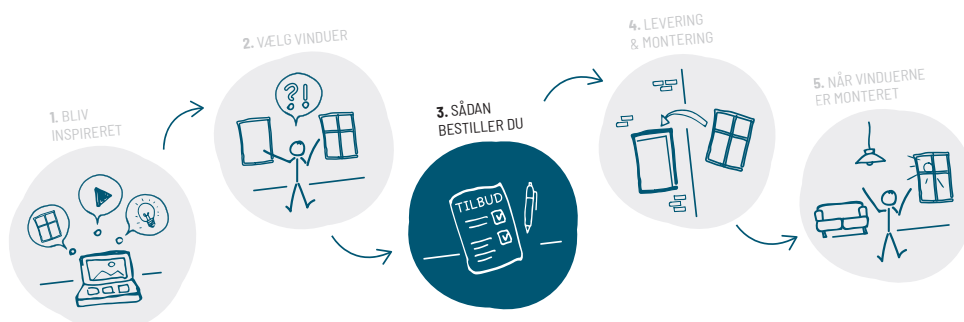 1. BLIV
INSPIRERET
2. VÆLG VINDUER
?!
3. SÅDAN
BESTILLER DU
TILBUD
4. LEVERING
& MONTERING
5. NÅR VINDUERNE
ER MONTERET